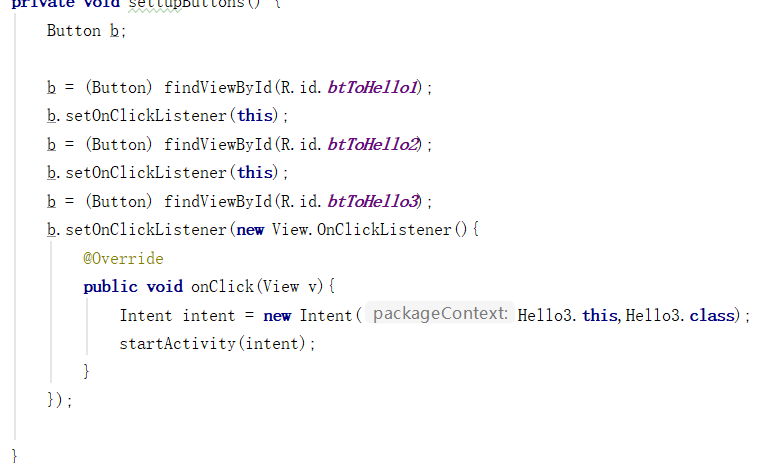 private void settupButtons() {
Button b;
b = (Button) findViewById(R.id.btToHello1);
b.setOnClickListener(this);
b = (Button) findViewById(R.id.btToHello2);
b.setOnClickListener(this);
b = (Button) findViewById(R.id.btToHello3);
b.setOnClickListener(new View.OnClickListener(){
@Override
public void onClick(View v){
Intent intent = new Intent( packageContext: Hello3.this,Hello3.class);
startActivity(intent);
}
});
}